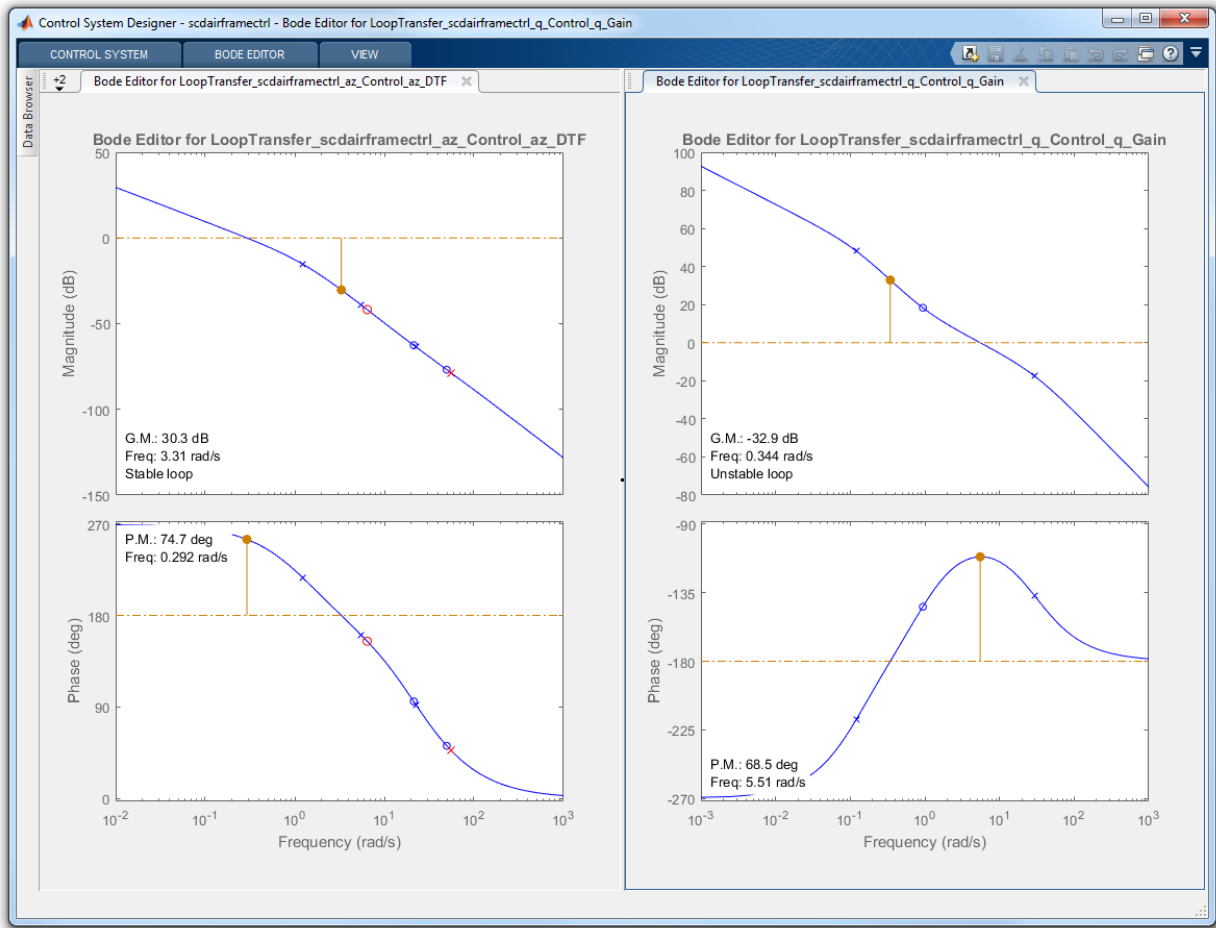 Control System Designer - scdairframectrl - Bode Editor for LoopTransfer_scdairframectrl_q_Control_q_Gain
CONTROL SYSTEM
BODE EDITOR
VIEW
Data Browser
+2
Bode Editor for LoopTransfer_scdairframectrl_az_Control_az_DTF
Bode Editor for LoopTransfer_scdairframectrl_az_Control_az_DTF
50
0
-50
-100
-150
Magnitude (dB)
G.M.: 30.3 dB
Freq: 3.31 rad/s
Stable loop
270
180
90
0
Phase (deg)
P.M.: 74.7 deg
Freq: 0.292 rad/s
10^-2
10^-1
10^0
10^1
10^2
10^3
Frequency (rad/s)
Bode Editor for LoopTransfer_scdairframectrl_q_Control_q_Gain
Bode Editor for LoopTransfer_scdairframectrl_q_Control_q_Gain
100
80
60
40
20
0
-20
-40
-60
-80
Magnitude (dB)
G.M.: -32.9 dB
Freq: 0.344 rad/s
Unstable loop
-90
-135
-180
-225
-270
Phase (deg)
P.M.: 68.5 deg
Freq: 5.51 rad/s
10^-3
10^-2
10^-1
10^0
10^1
10^2
10^3
Frequency (rad/s)